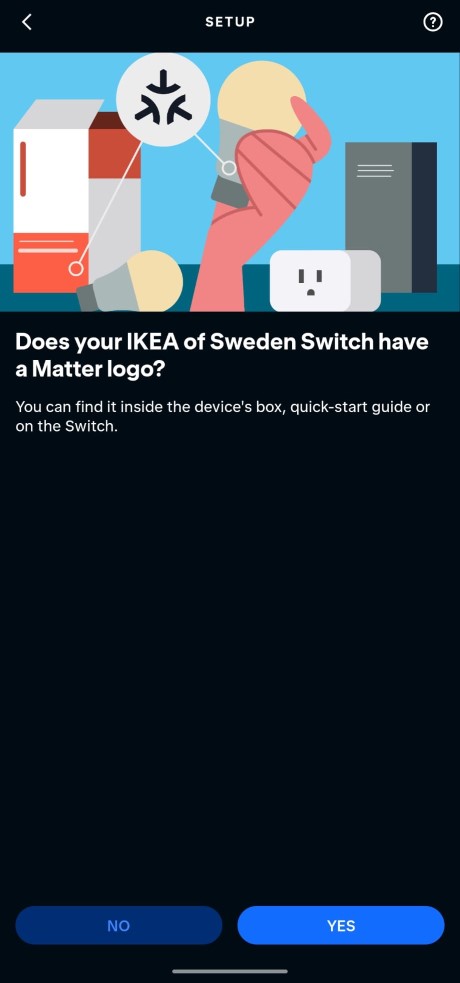 SETUP
Does your IKEA of Sweden Switch have
a Matter logo?
You can find it inside the device's box, quick-start guide or
on the Switch.
NO
YES